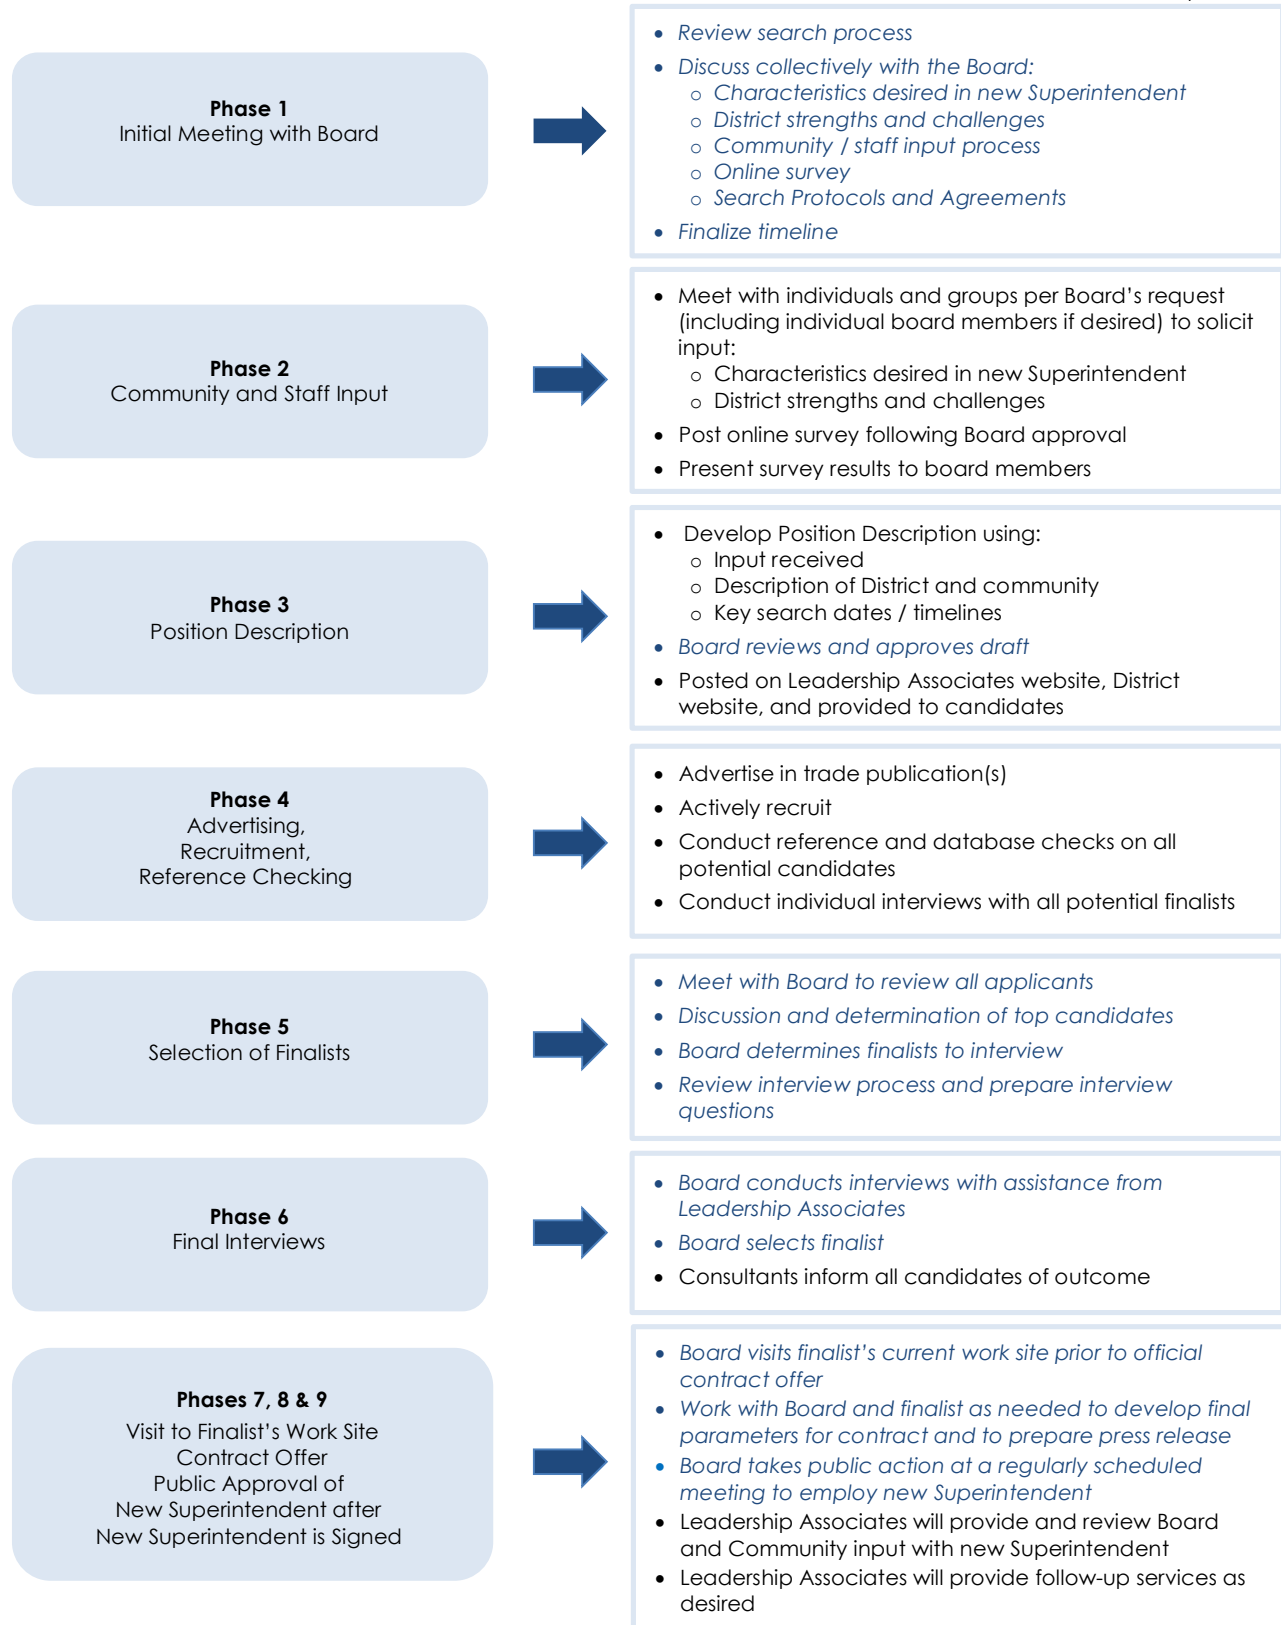 Phase 1
Initial Meeting with Board
• Review search process
• Discuss collectively with the Board:
o Characteristics desired in new Superintendent
o District strengths and challenges
o Community / staff input process
o Online survey
o Search Protocols and Agreements
• Finalize timeline
Phase 2
Community and Staff Input
• Meet with individuals and groups per Board’s request
(including individual board members if desired) to solicit
input:
o Characteristics desired in new Superintendent
o District strengths and challenges
• Post online survey following Board approval
• Present survey results to board members
Phase 3
Position Description
• Develop Position Description using:
o Input received
o Description of District and community
o Key search dates / timelines
• Board reviews and approves draft
• Posted on Leadership Associates website, District
website, and provided to candidates
Phase 4
Advertising,
Recruitment,
Reference Checking
• Advertise in trade publication(s)
• Actively recruit
• Conduct reference and database checks on all
potential candidates
• Conduct individual interviews with all potential finalists
Phase 5
Selection of Finalists
• Meet with Board to review all applicants
• Discussion and determination of top candidates
• Board determines finalists to interview
• Review interview process and prepare interview
questions
Phase 6
Final Interviews
• Board conducts interviews with assistance from
Leadership Associates
• Board selects finalist
• Consultants inform all candidates of outcome
Phases 7, 8 & 9
Visit to Finalist’s Work Site
Contract Offer
Public Approval of
New Superintendent after
New Superintendent is Signed
• Board visits finalist’s current work site prior to official
contract offer
• Work with Board and finalist as needed to develop final
parameters for contract and to prepare press release
• Board takes public action at a regularly scheduled
meeting to employ new Superintendent
• Leadership Associates will provide and review Board
and Community input with new Superintendent
• Leadership Associates will provide follow-up services as
desired